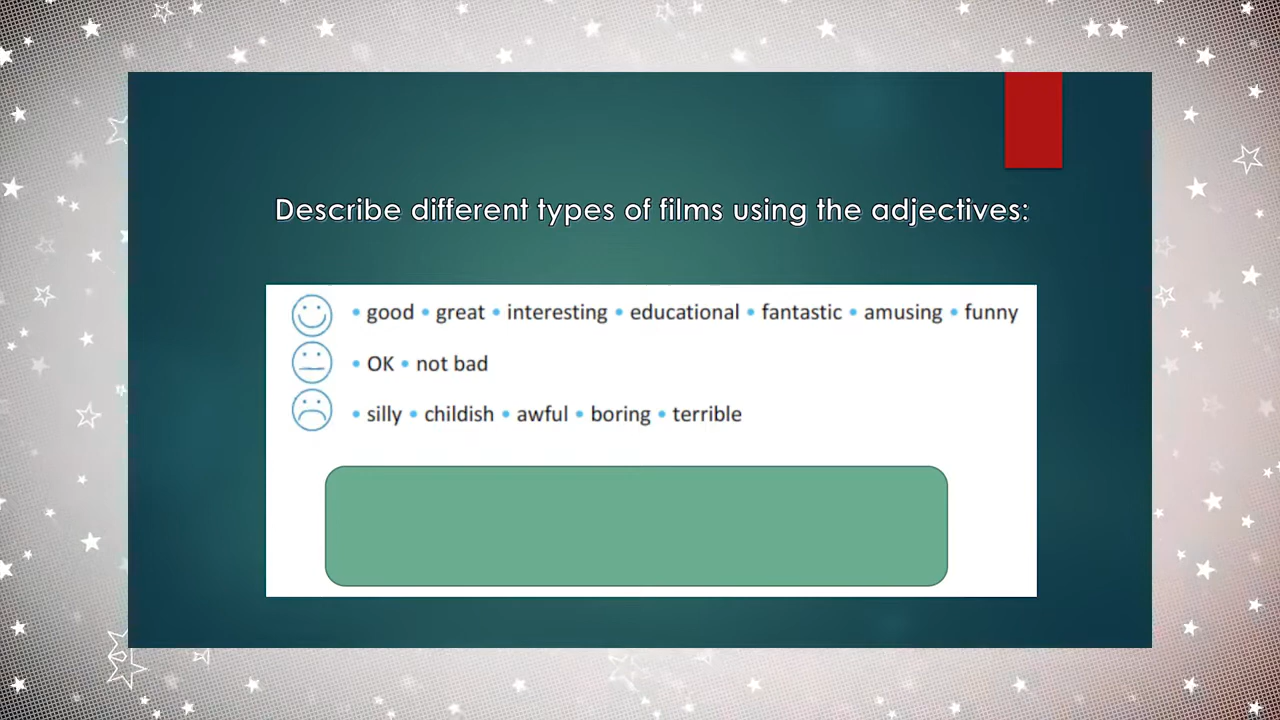 Describe different types of films using the adjectives:
• good • great • interesting • educational • fantastic • amusing • funny
• OK • not bad
• silly • childish • awful • boring • terrible